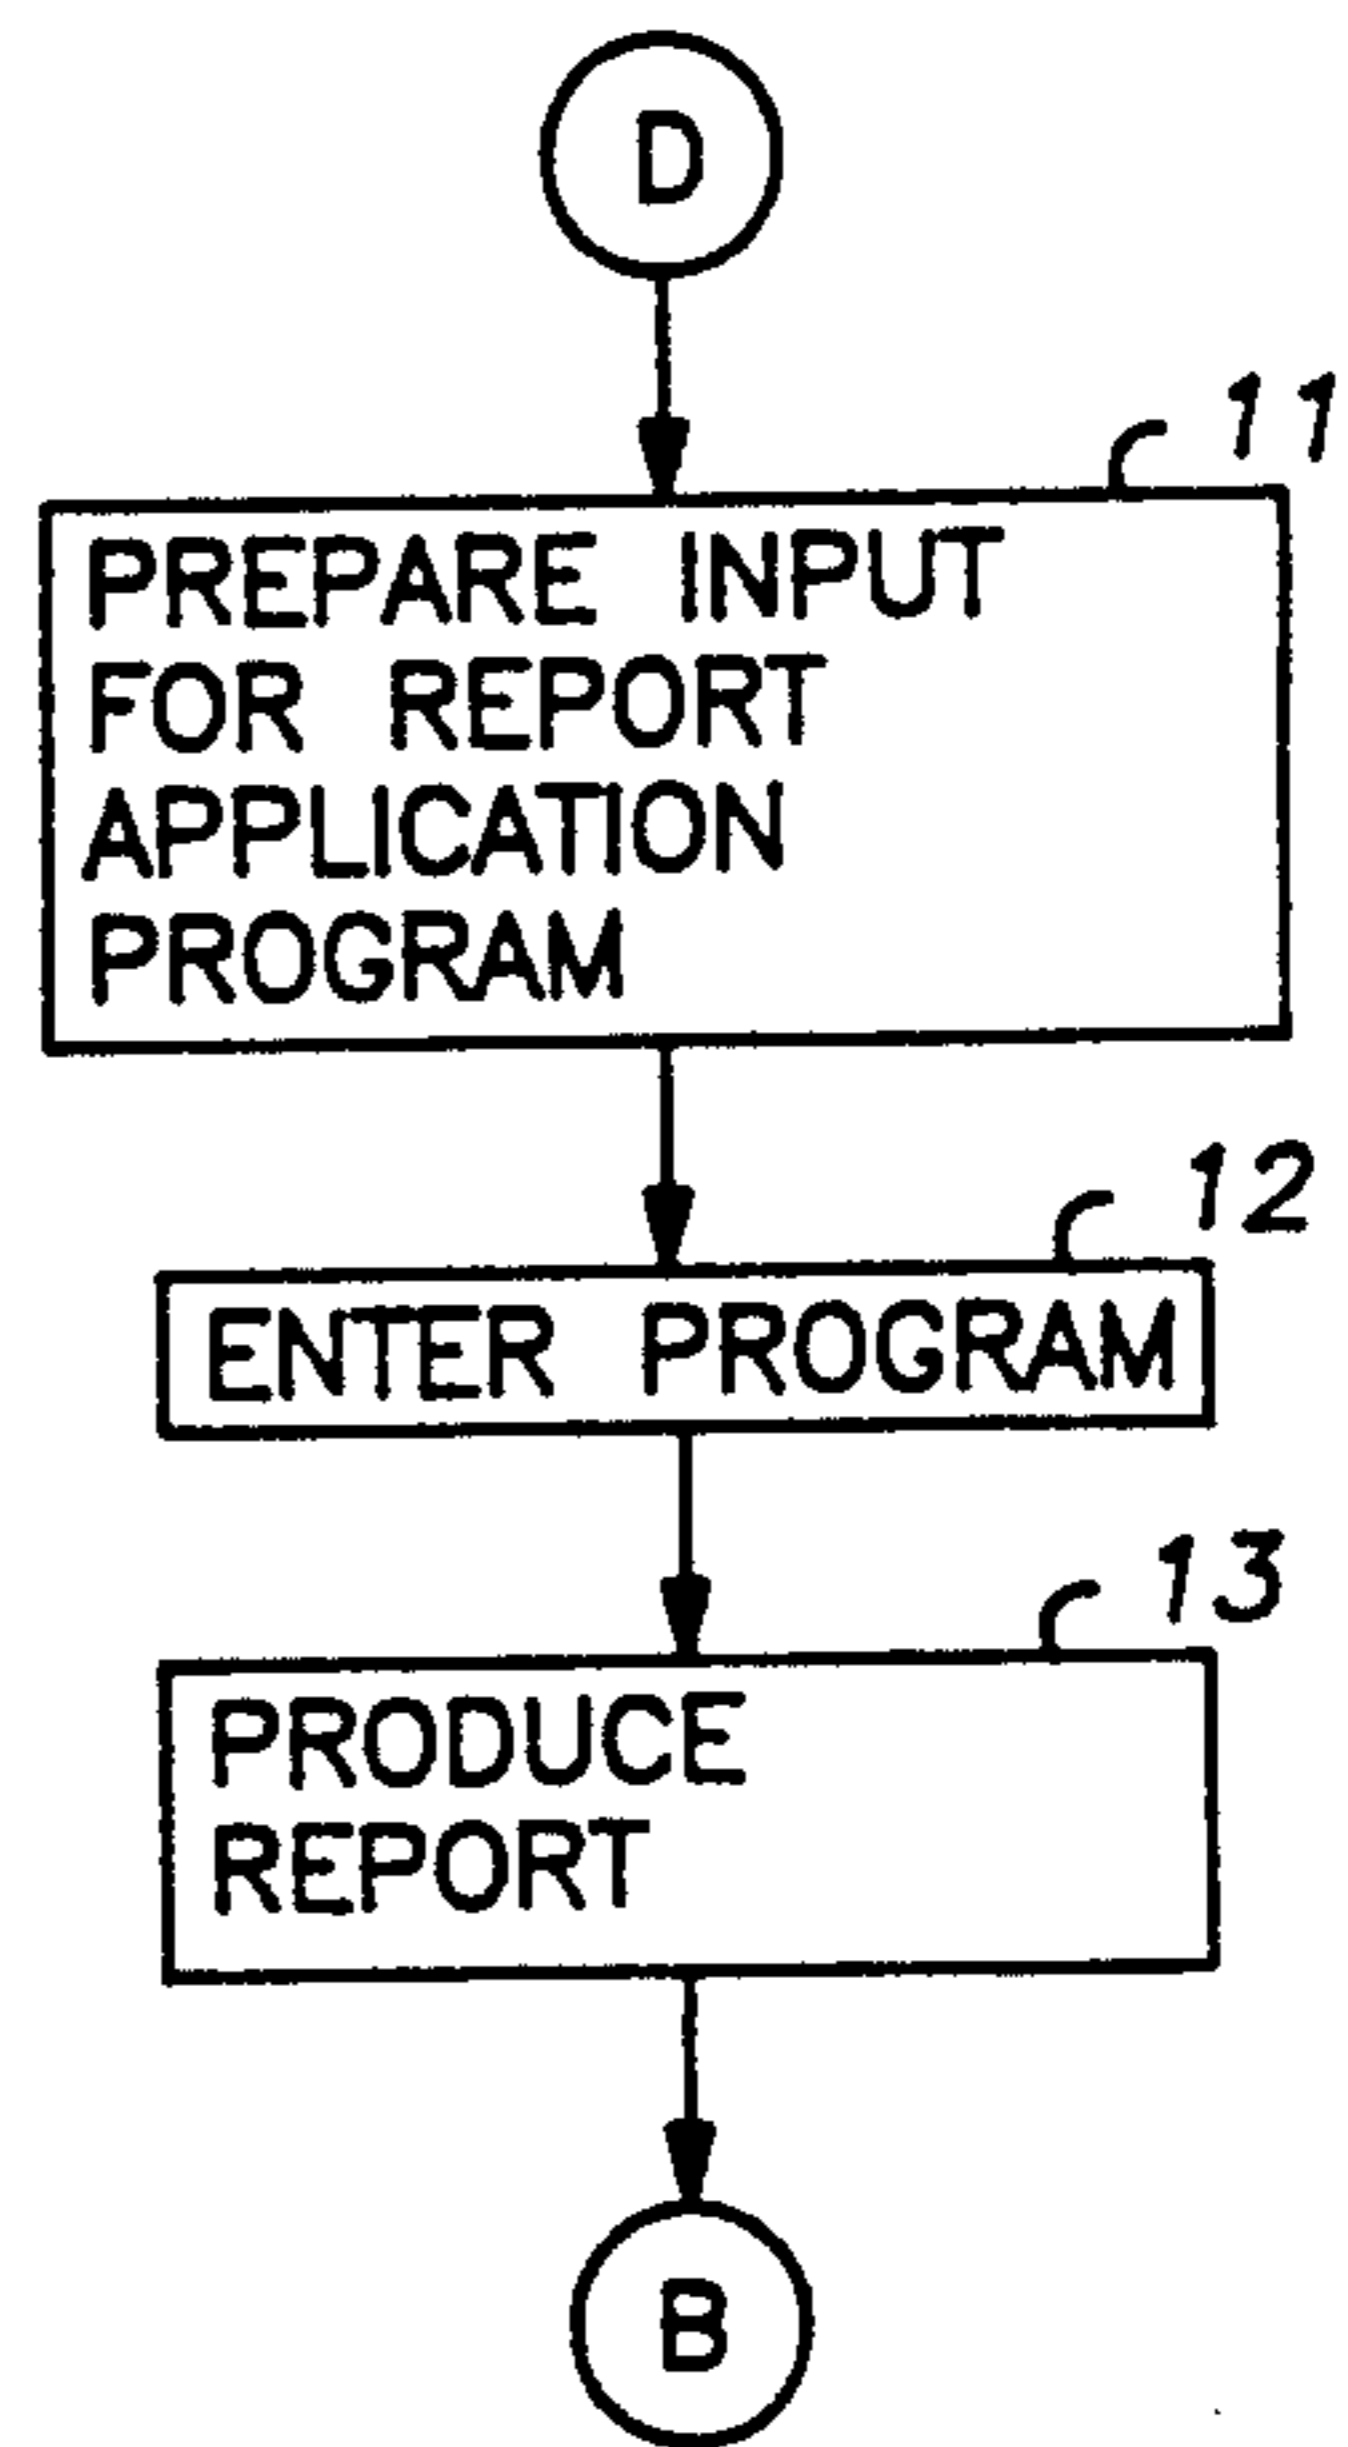 D
11
PREPARE INPUT
FOR REPORT
APPLICATION
PROGRAM
12
ENTER PROGRAM
13
PRODUCE
REPORT
B